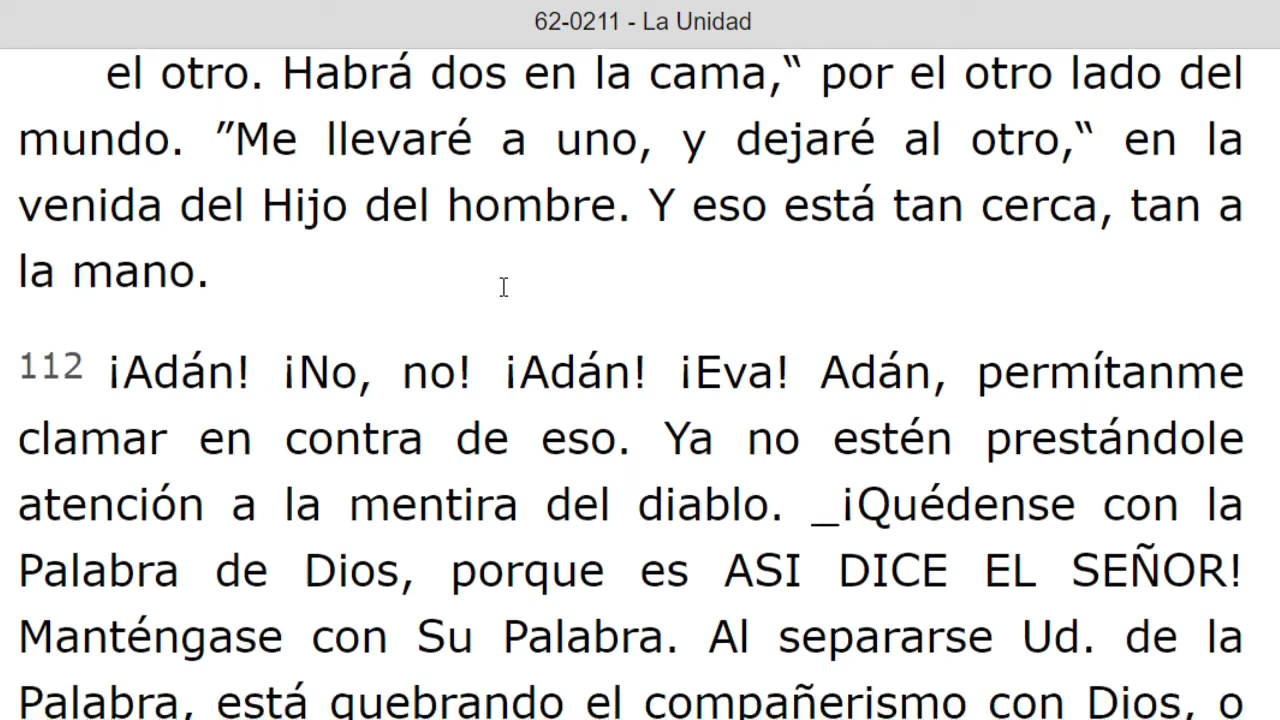 62-0211 - La Unidad
el otro. Habrá dos en la cama,“ por el otro lado del
mundo. ”Me llevaré a uno, y dejaré al otro,“ en la
venida del Hijo del hombre. Y eso está tan cerca, tan a
la mano.
112 ¡Adán! ¡No, no! ¡Adán! ¡Eva! Adán, permítanme
clamar en contra de eso. Ya no estén prestándole
atención a la mentira del diablo. _¡Quédense con la
Palabra de Dios, porque es ASI DICE EL SEÑOR!
Manténgase con Su Palabra. Al separarse Ud. de la
Palabra, está quebrando el compañerismo con Dios, o